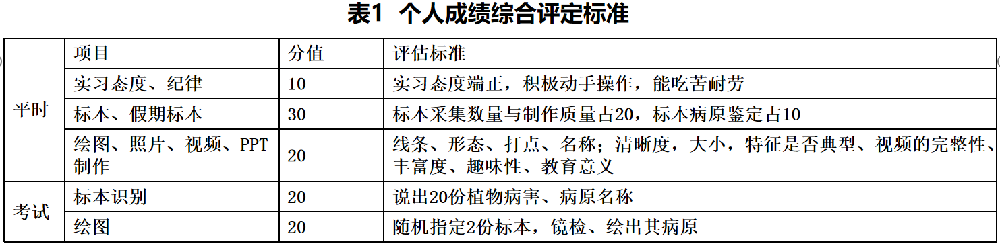 表1 个人成绩综合评定标准
平时
项目 分值 评估标准
实习态度、纪律 10 实习态度端正，积极动手操作，能吃苦耐劳
标本、假期标本 30 标本采集数量与制作质量占20，标本病原鉴定占10
绘图、照片、视频、PPT
制作
20
线条、形态、打点、名称；清晰度，大小，特征是否典型、视频的完整性、
丰富度、趣味性、教育意义
考试
标本识别 20 说出20份植物病害、病原名称
绘图 20 随机指定2份标本，镜检、绘出其病原